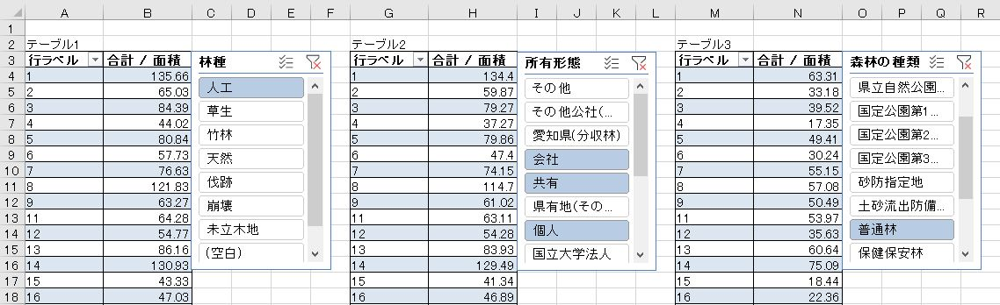 A B C D E F G H I J K L M N O P Q R
1
2 テーブル1 テーブル2 テーブル3
3 行ラベル 合計 / 面積 林種 行ラベル 合計 / 面積 所有形態 行ラベル 合計 / 面積 森林の種類
4 1 135.66 人工 1 134.4 その他 1 63.31 県立自然公園...
5 2 65.03 草生 2 59.87 その他公社(... 2 33.18 国定公園第1...
6 3 84.39 竹林 3 79.27 愛知県(分収林) 3 39.52 国定公園第2...
7 4 44.02 天然 4 37.27 会社 4 17.35 国定公園第3...
8 5 80.84 伐跡 5 79.86 共有 5 49.41 砂防指定地
9 6 57.73 崩壊 6 47.4 県有地(その... 6 30.24 土砂流出防備...
10 7 76.63 未立木地 7 74.15 個人 7 55.15 普通林
11 8 121.83 (空白) 8 114.7 国立大学法人 8 57.08 保健保安林
12 9 63.27 9 61.02 9 50.49
13 11 64.28 11 63.11 11 53.97
14 12 54.77 12 54.28 12 35.63
15 13 86.16 13 83.93 13 60.64
16 14 130.93 14 129.49 14 75.09
17 15 43.33 15 41.34 15 18.44
18 16 47.03 16 46.89 16 22.36